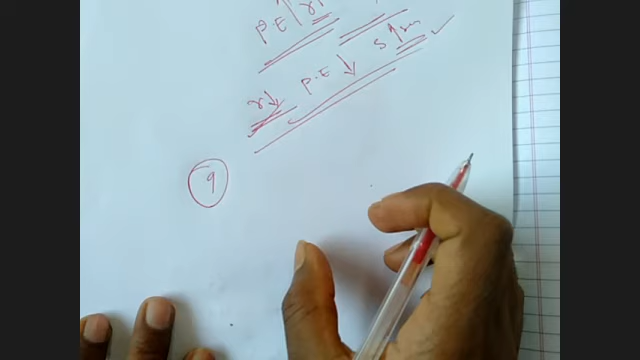 P.E↑ r↑
r↓ P.E↓ S↑
9